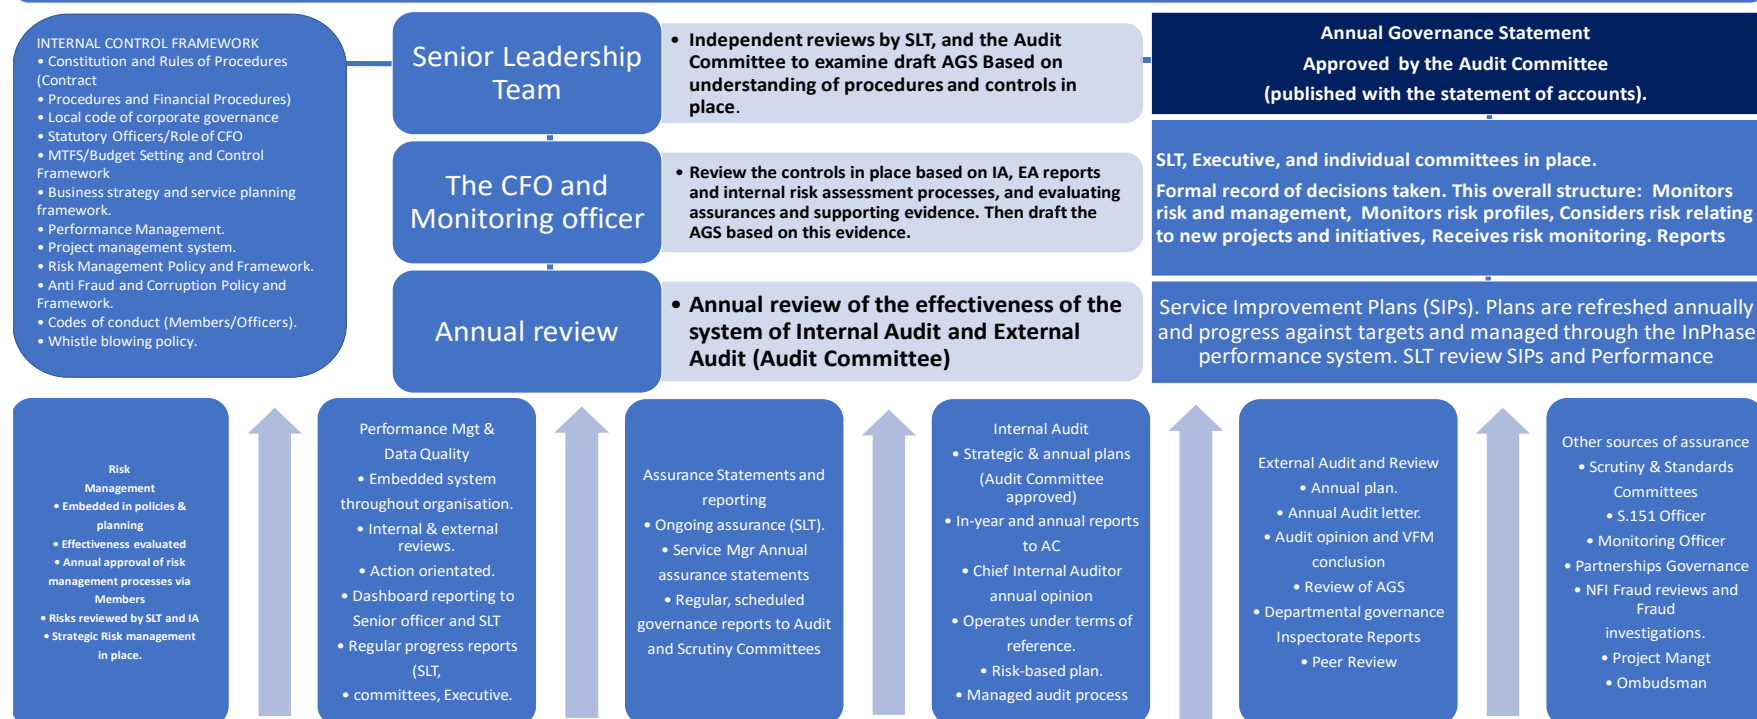 INTERNAL CONTROL FRAMEWORK
• Constitution and Rules of Procedures
(Contract
• Procedures and Financial Procedures)
• Local code of corporate governance
• Statutory Officers/Role of CFO
• MTFS/Budget Setting and Control
Framework
• Business strategy and service planning
framework.
• Performance Management.
• Project management system.
• Risk Management Policy and Framework.
• Anti Fraud and Corruption Policy and
Framework.
• Codes of conduct (Members/Officers).
• Whistle blowing policy.
Senior Leadership
Team
• Independent reviews by SLT, and the Audit
Committee to examine draft AGS Based on
understanding of procedures and controls in
place.
The CFO and
Monitoring officer
• Review the controls in place based on IA, EA reports
and internal risk assessment processes, and evaluating
assurances and supporting evidence. Then draft the
AGS based on this evidence.
Annual review
• Annual review of the effectiveness of the
system of Internal Audit and External
Audit (Audit Committee)
Annual Governance Statement
Approved by the Audit Committee
(published with the statement of accounts).
SLT, Executive, and individual committees in place.
Formal record of decisions taken. This overall structure: Monitors
risk and management, Monitors risk profiles, Considers risk relating
to new projects and initiatives, Receives risk monitoring. Reports
Service Improvement Plans (SIPs). Plans are refreshed annually
and progress against targets and managed through the InPhase
performance system. SLT review SIPs and Performance
Risk
Management
• Embedded in policies &
planning
• Effectiveness evaluated
• Annual approval of risk
management processes via
Members
• Risks reviewed by SLT and IA
• Strategic Risk management
in place.
Performance Mgt &
Data Quality
• Embedded system
throughout organisation.
• Internal & external
reviews.
• Action orientated.
• Dashboard reporting to
Senior officer and SLT
• Regular progress reports
(SLT,
• committees, Executive.
Assurance Statements and
reporting
• Ongoing assurance (SLT).
• Service Mgr Annual
assurance statements
• Regular, scheduled
governance reports to Audit
and Scrutiny Committees
Internal Audit
• Strategic & annual plans
(Audit Committee
approved)
• In-year and annual reports
to AC
• Chief Internal Auditor
annual opinion
• Operates under terms of
reference.
• Risk-based plan.
• Managed audit process
External Audit and Review
• Annual plan.
• Annual Audit letter.
• Audit opinion and VFM
conclusion
• Review of AGS
• Departmental governance
Inspectorate Reports
• Peer Review
Other sources of assurance
• Scrutiny & Standards
Committees
• S.151 Officer
• Monitoring Officer
• Partnerships Governance
• NFI Fraud reviews and
Fraud
investigations.
• Project Mangt
• Ombudsman